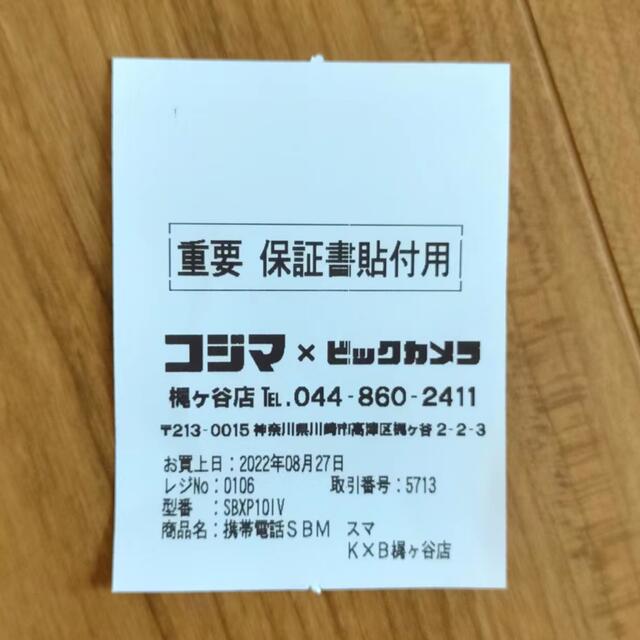 重要 保証書貼付用
コジマ×ビックカメラ
梶ヶ谷店 TEL.044-860-2411
〒213-0015 神奈川県川崎市高津区梶ヶ谷2-2-3
お買上日:2022年08月27日
レジNo:0106 取引番号:5713
型番 :SBXP10IV
商品名:携帯電話SBM スマ
K×B梶ヶ谷店